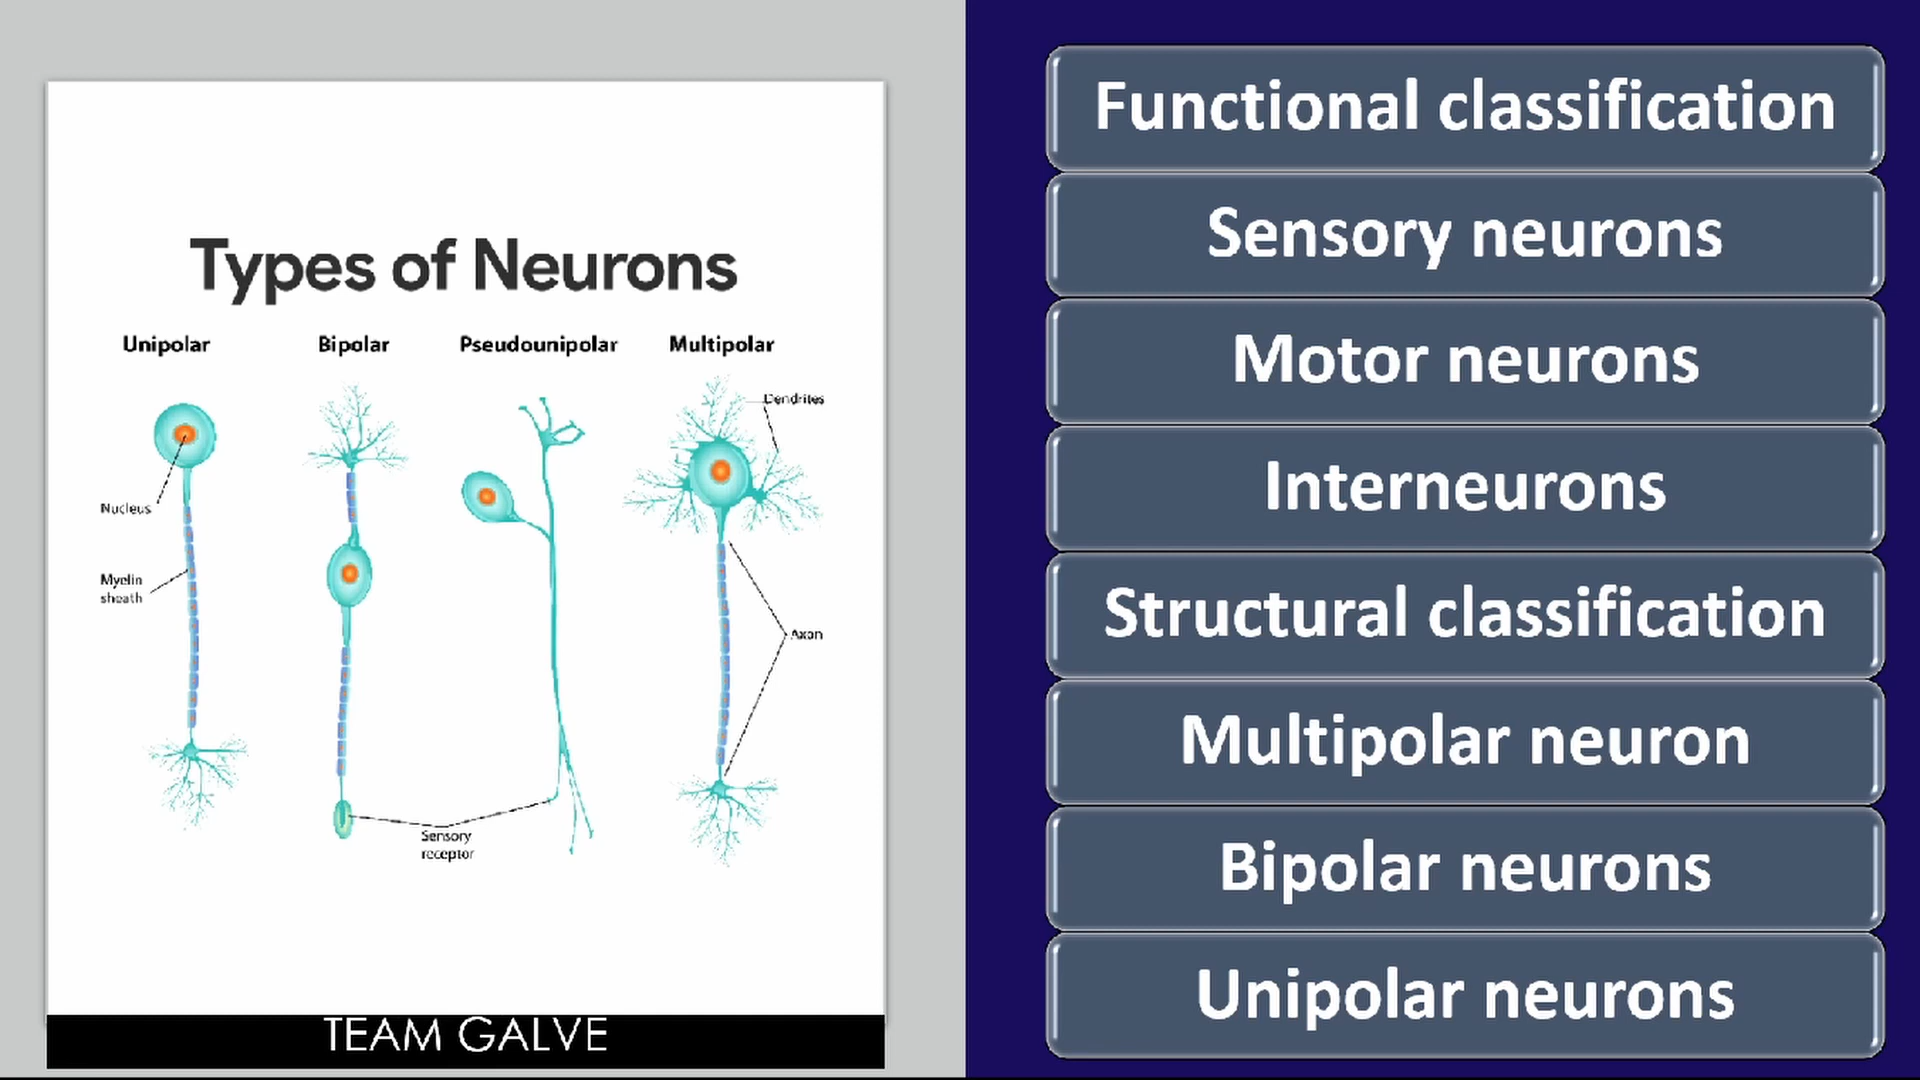 Types of Neurons
Unipolar
Bipolar
Pseudounipolar
Multipolar
Dendrites
Nucleus
Myelin
sheath
Axon
Sensory
receptor
TEAM GALVE
Functional classification
Sensory neurons
Motor neurons
Interneurons
Structural classification
Multipolar neuron
Bipolar neurons
Unipolar neurons